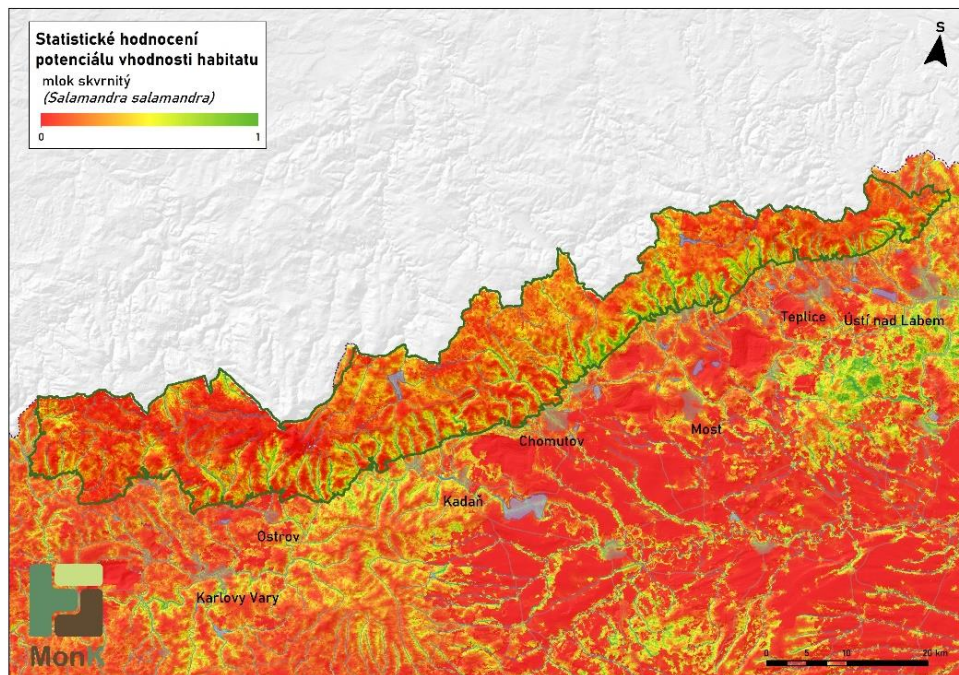 Statistické hodnocení
potenciálu vhodnosti habitatu
mlok skvrnitý
(Salamandra salamandra)
0 1
S
Teplice
Ústí nad Labem
Most
Chomutov
Kadaň
Ostrov
Karlovy Vary
MonK
0 5 10 20 km